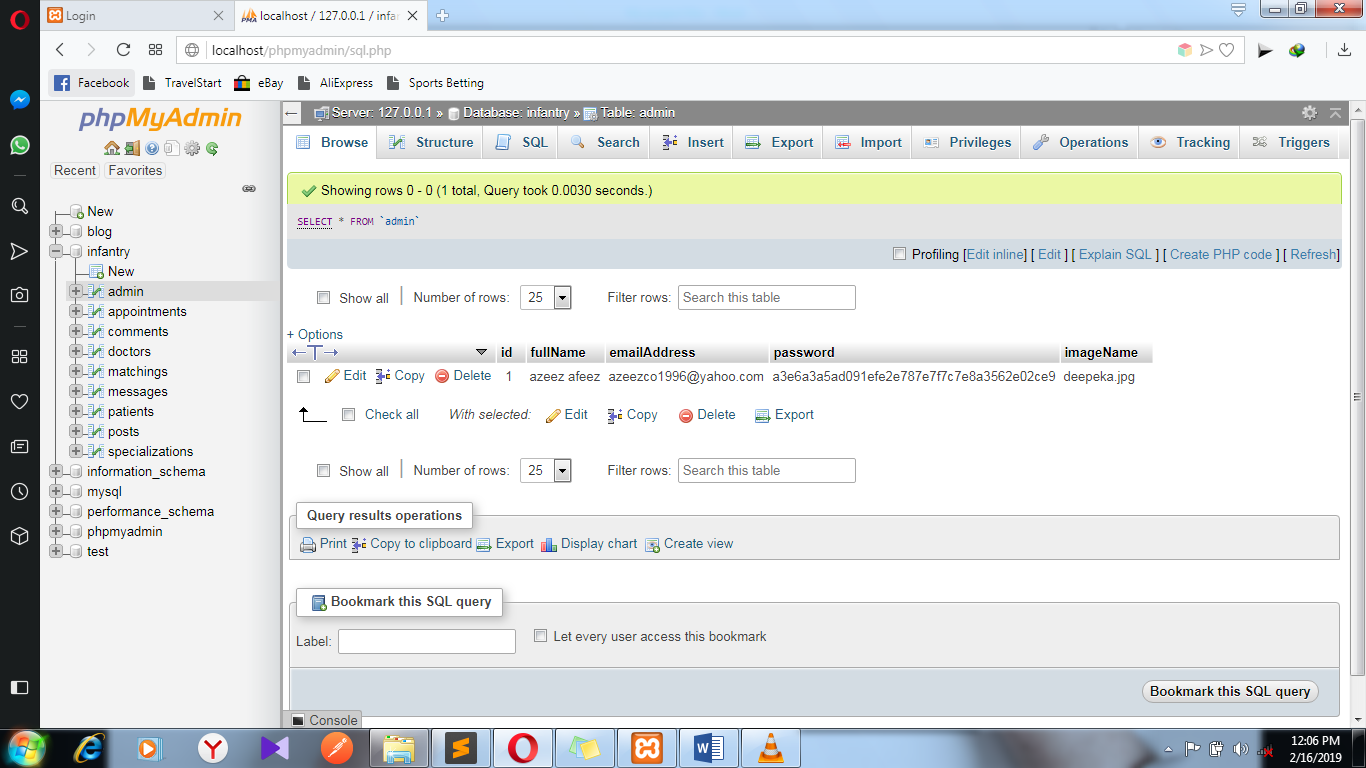 Login
localhost / 127.0.0.1 / infan
localhost/phpmyadmin/sql.php
Facebook TravelStart eBay AliExpress Sports Betting
phpMyAdmin
Recent Favorites
New
blog
infantry
New
admin
appointments
comments
doctors
matchings
messages
patients
posts
specializations
information_schema
mysql
performance_schema
phpmyadmin
test
Server: 127.0.0.1 » Database: infantry » Table: admin
Browse Structure SQL Search Insert Export Import Privileges Operations Tracking Triggers
Showing rows 0 - 0 (1 total, Query took 0.0030 seconds.)
SELECT * FROM `admin`
Profiling [Edit inline] [ Edit ] [ Explain SQL ] [ Create PHP code ] [ Refresh]
Show all Number of rows: 25 Filter rows: Search this table
+ Options
id fullName emailAddress password imageName
Edit Copy Delete 1 azeez afeez azeezco1996@yahoo.com a3e6a3a5ad091efe2e787e7f7c7e8a3562e02ce9 deepeka.jpg
Check all With selected: Edit Copy Delete Export
Show all Number of rows: 25 Filter rows: Search this table
Query results operations
Print Copy to clipboard Export Display chart Create view
Bookmark this SQL query
Label: Let every user access this bookmark
Bookmark this SQL query
Console
12:06 PM
2/16/2019